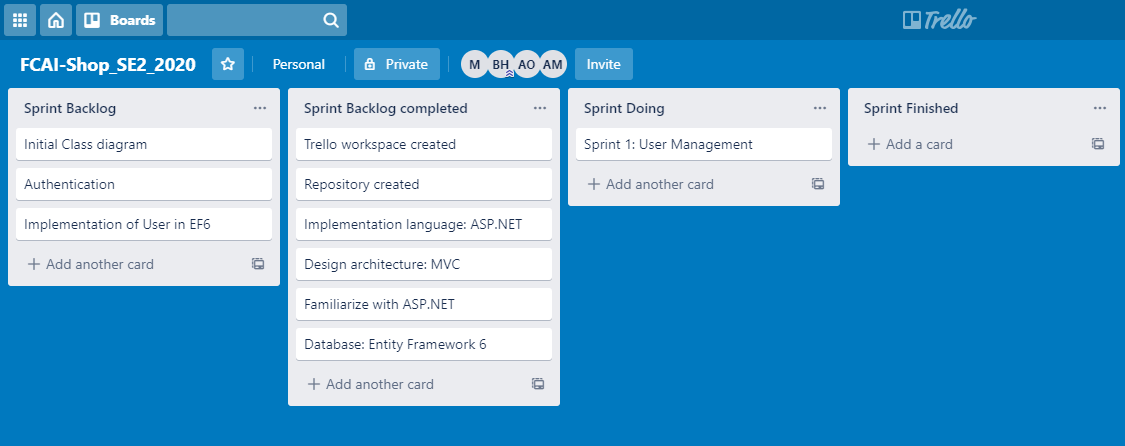 Boards
Trello
FCAI-Shop_SE2_2020
Personal
Private
M BH AO AM
Invite
Sprint Backlog
Initial Class diagram
Authentication
Implementation of User in EF6
+ Add another card
Sprint Backlog completed
Trello workspace created
Repository created
Implementation language: ASP.NET
Design architecture: MVC
Familiarize with ASP.NET
Database: Entity Framework 6
+ Add another card
Sprint Doing
Sprint 1: User Management
+ Add another card
Sprint Finished
+ Add a card